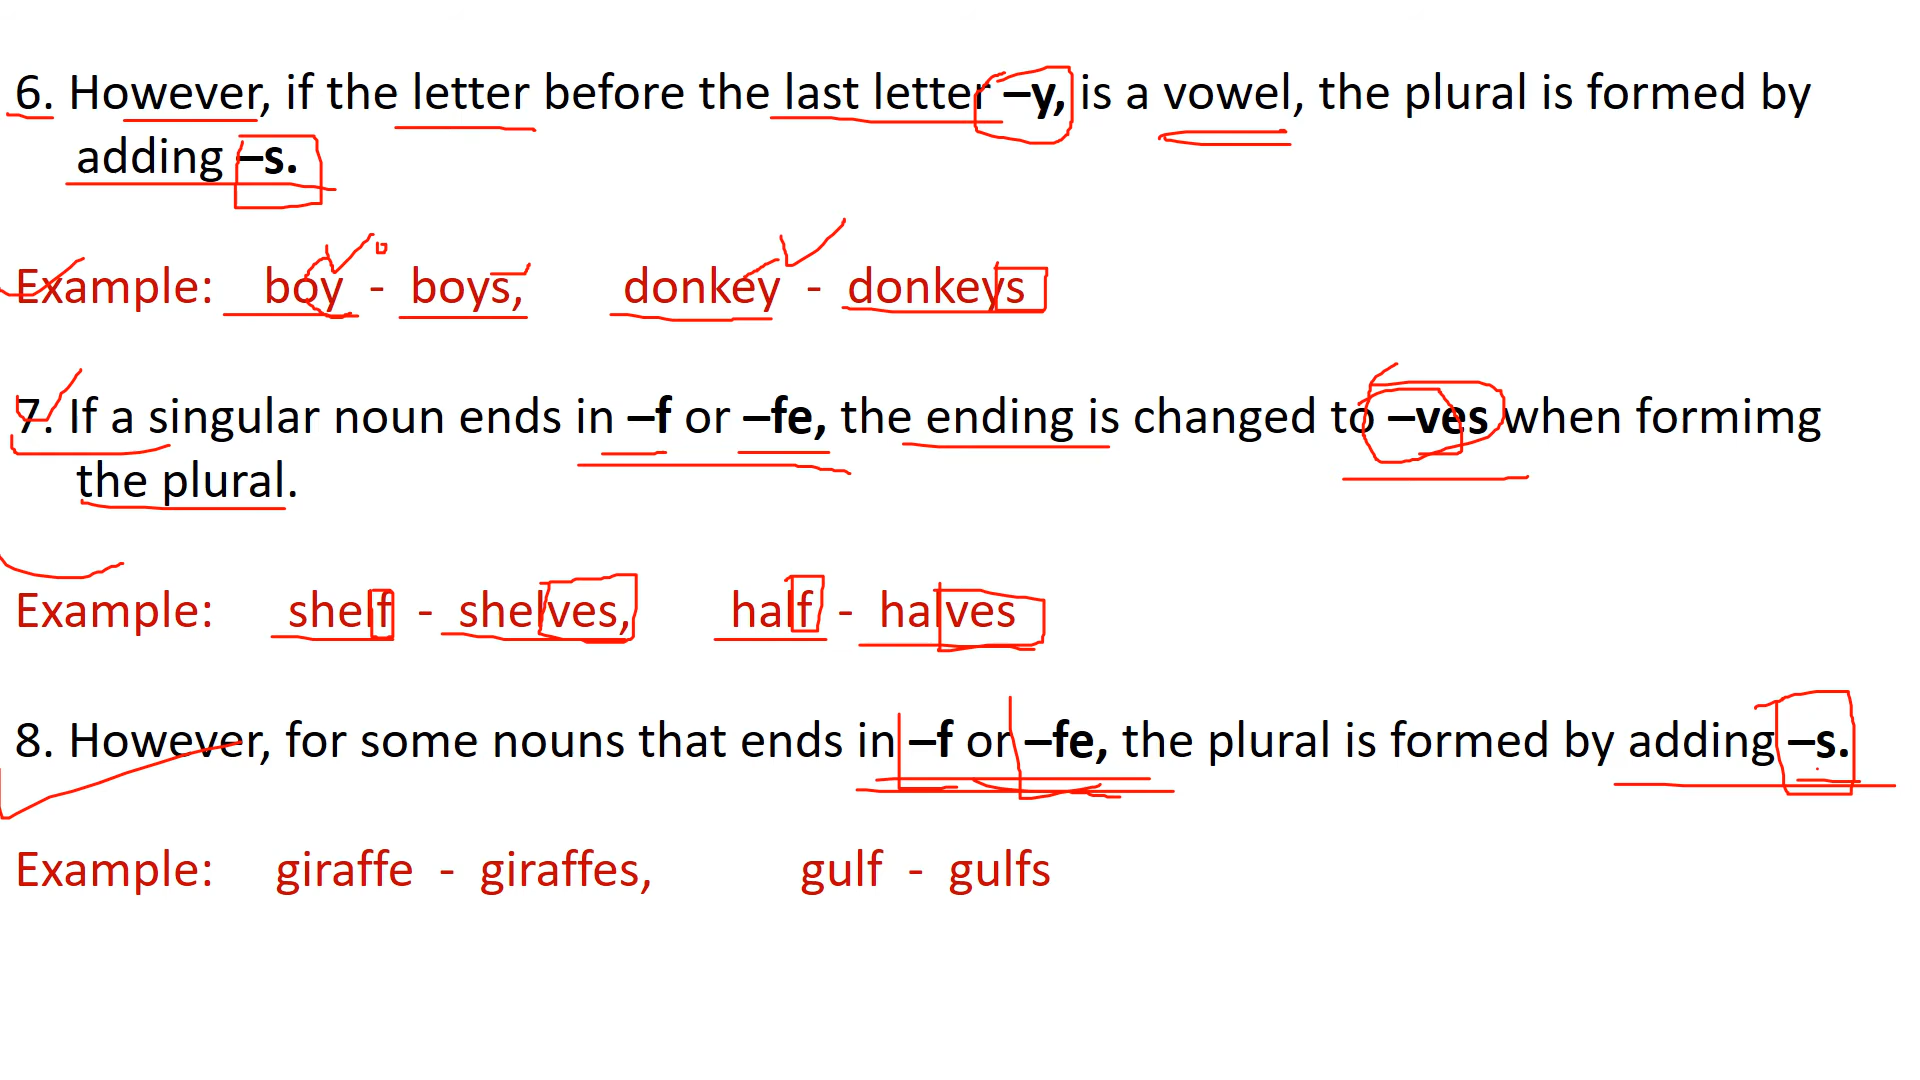 6. However, if the letter before the last letter –y, is a vowel, the plural is formed by
adding –s.
Example: boy - boys, donkey - donkeys
7. If a singular noun ends in –f or –fe, the ending is changed to –ves when formimg
the plural.
Example: shelf - shelves, half - halves
8. However, for some nouns that ends in –f or –fe, the plural is formed by adding –s.
Example: giraffe - giraffes, gulf - gulfs